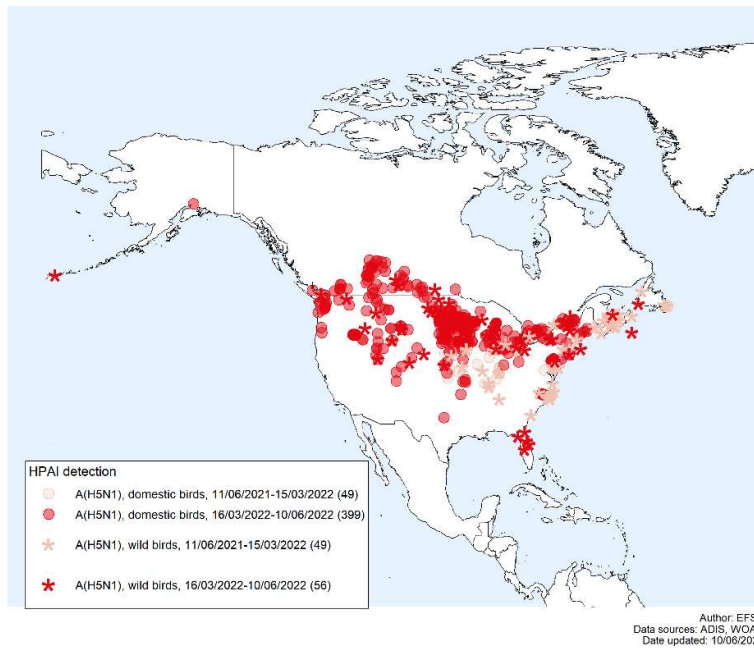 HPAI detection
A(H5N1), domestic birds, 11/06/2021-15/03/2022 (49)
A(H5N1), domestic birds, 16/03/2022-10/06/2022 (399)
A(H5N1), wild birds, 11/06/2021-15/03/2022 (49)
A(H5N1), wild birds, 16/03/2022-10/06/2022 (56)
Author: EFS
Data sources: ADIS, WOA
Date updated: 10/06/202